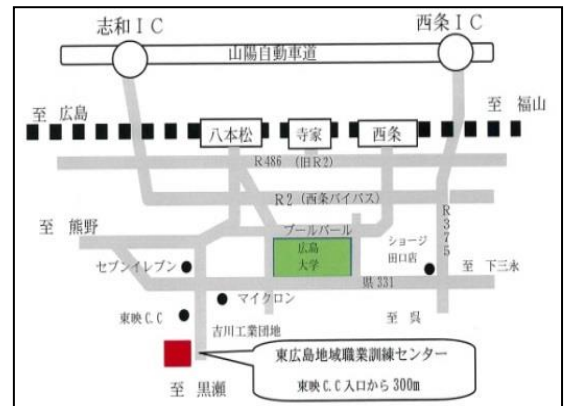 志和IC
西条IC
山陽自動車道
至 広島
至 福山
八本松
寺家
西条
R486 (旧R2)
R2 (西条バイパス)
至 熊野
ブールバール
R375
広島
大学
ショージ
田口店
セブンイレブン
至 下三永
県331
マイクロン
東映C.C
吉川工業団地
至 呉
東広島地域職業訓練センター
東映C.C入口から300m
至 黒瀬